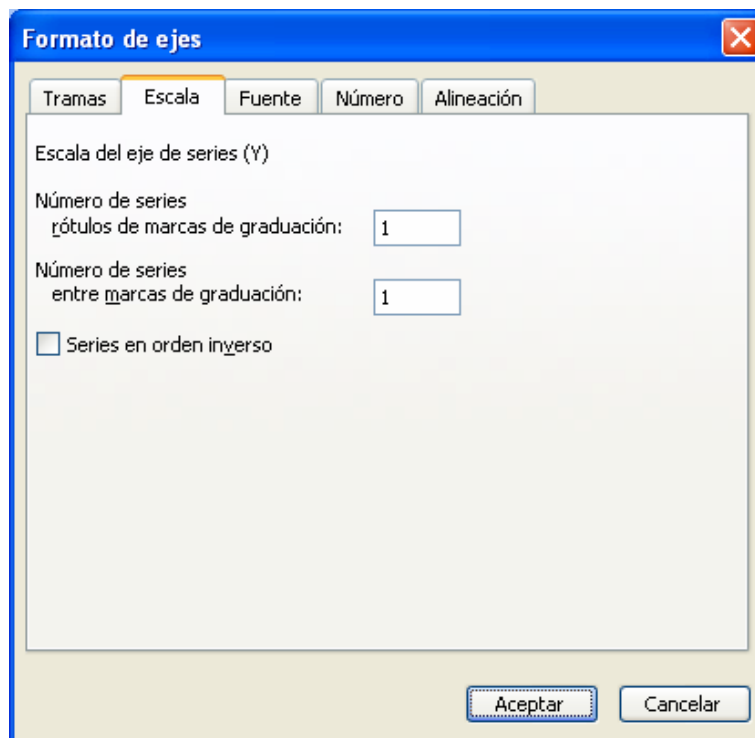 Formato de ejes
Tramas Escala Fuente Número Alineación
Escala del eje de series (Y)
Número de series
rótulos de marcas de graduación: 1
Número de series
entre marcas de graduación: 1
Series en orden inverso
Aceptar Cancelar